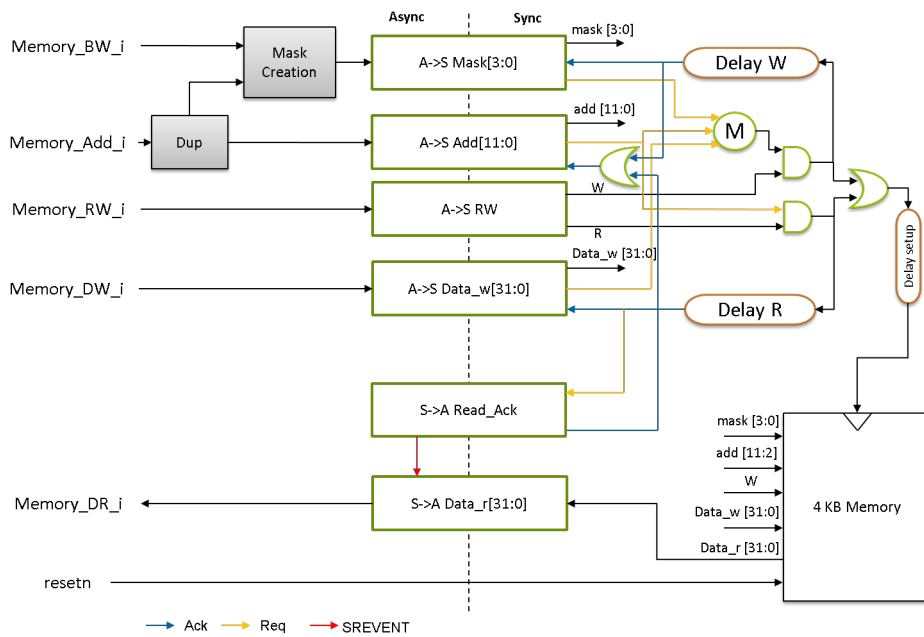 Async
Sync
Memory_BW_i
Mask
Creation
A->S Mask[3:0]
mask [3:0]
Delay W
Memory_Add_i
Dup
A->S Add[11:0]
add [11:0]
M
Memory_RW_i
A->S RW
W
R
Delay setup
Memory_DW_i
A->S Data_w[31:0]
Data_w [31:0]
Delay R
S->A Read_Ack
mask [3:0]
add [11:2]
W
Data_w [31:0]
Data_r [31:0]
4 KB Memory
Memory_DR_i
S->A Data_r[31:0]
resetn
Ack
Req
SREVENT